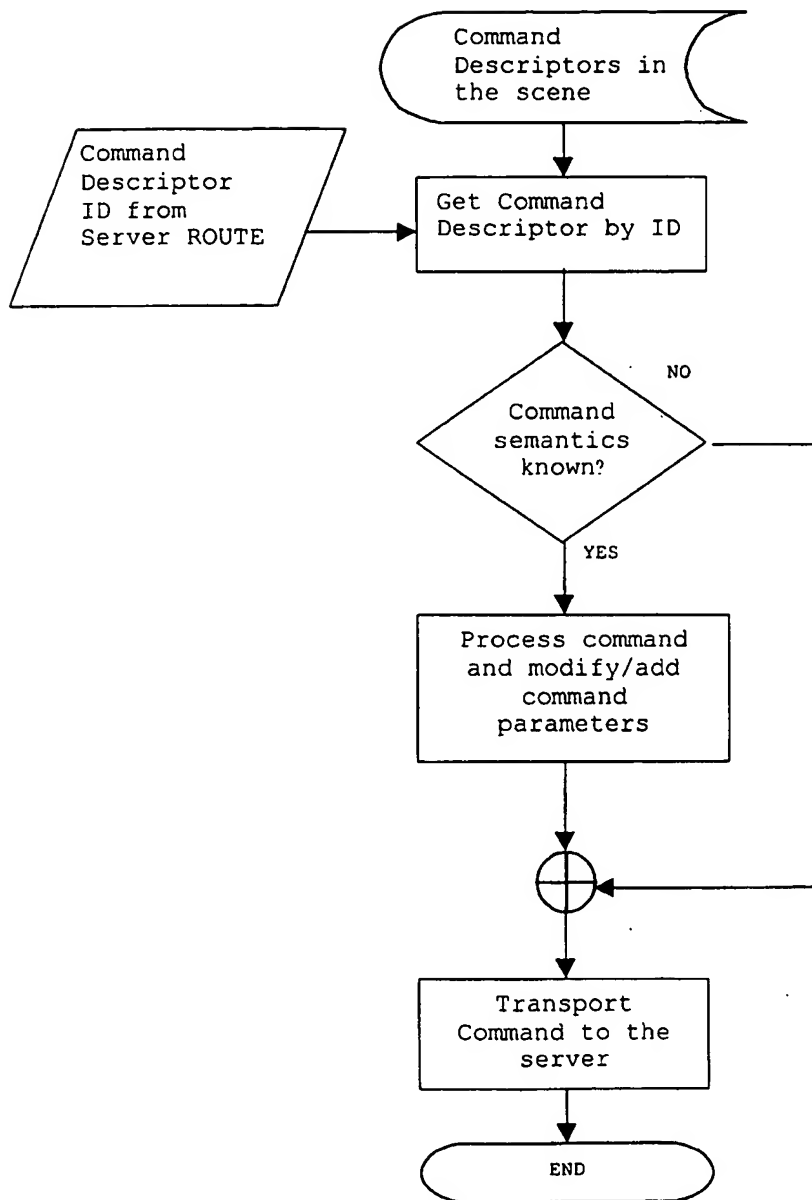 Command
Descriptors in
the scene
Command
Descriptor
ID from
Server ROUTE
Get Command
Descriptor by ID
NO
Command
semantics
known?
YES
Process command
and modify/add
command
parameters
Transport
Command to the
server
END